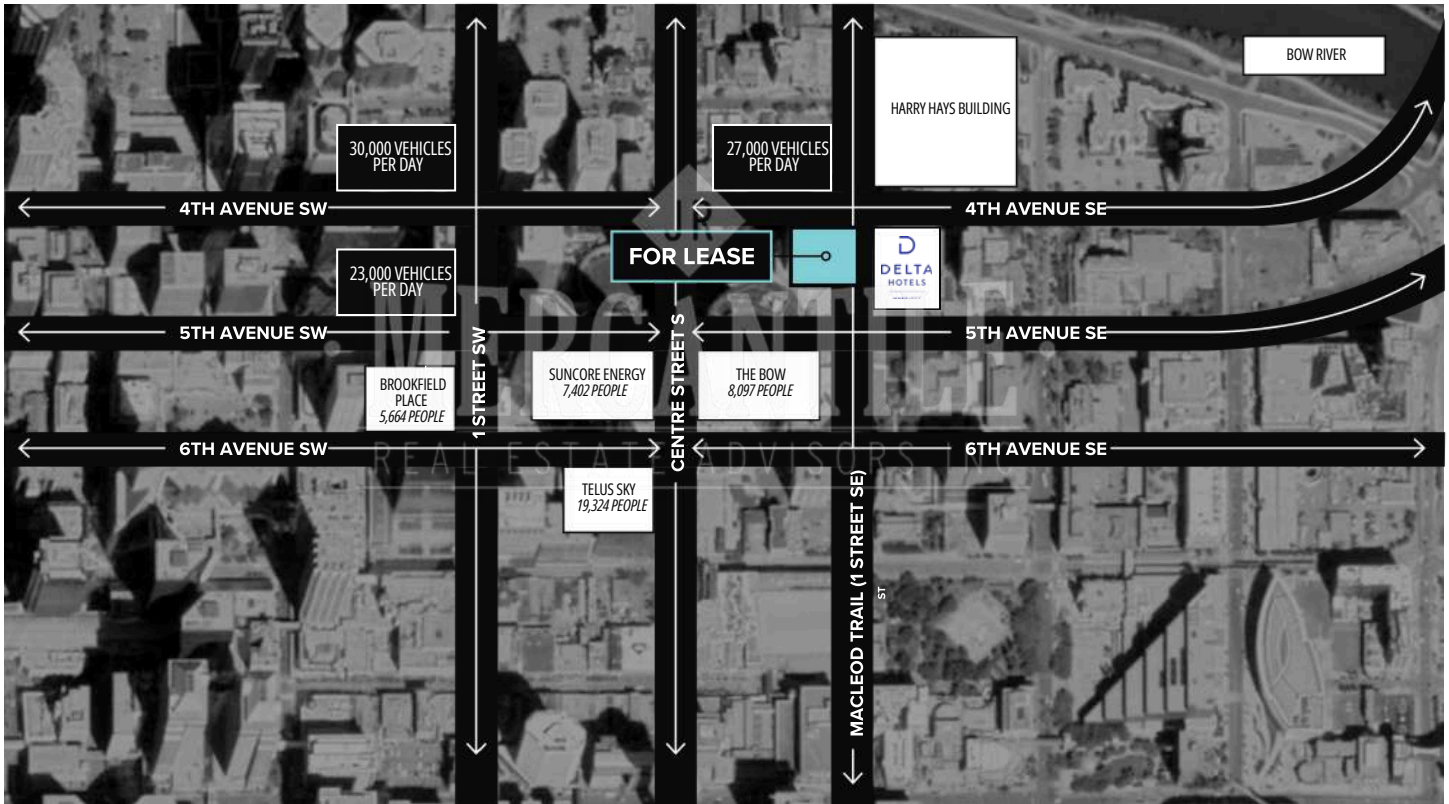 BOW RIVER
HARRY HAYS BUILDING
30,000 VEHICLES
PER DAY
27,000 VEHICLES
PER DAY
4TH AVENUE SW
4TH AVENUE SE
JR
FOR LEASE
DELTA
HOTELS
23,000 VEHICLES
PER DAY
5TH AVENUE SW
5TH AVENUE SE
MERCANTILE
1 STREET SW
CENTRE STREET S
BROOKFIELD
PLACE
5,664 PEOPLE
SUNCORE ENERGY
7,402 PEOPLE
THE BOW
8,097 PEOPLE
6TH AVENUE SW
6TH AVENUE SE
REAL ESTATE ADVISORS INC
TELUS SKY
19,324 PEOPLE
MACLEOD TRAIL (1 STREET SE)
ST